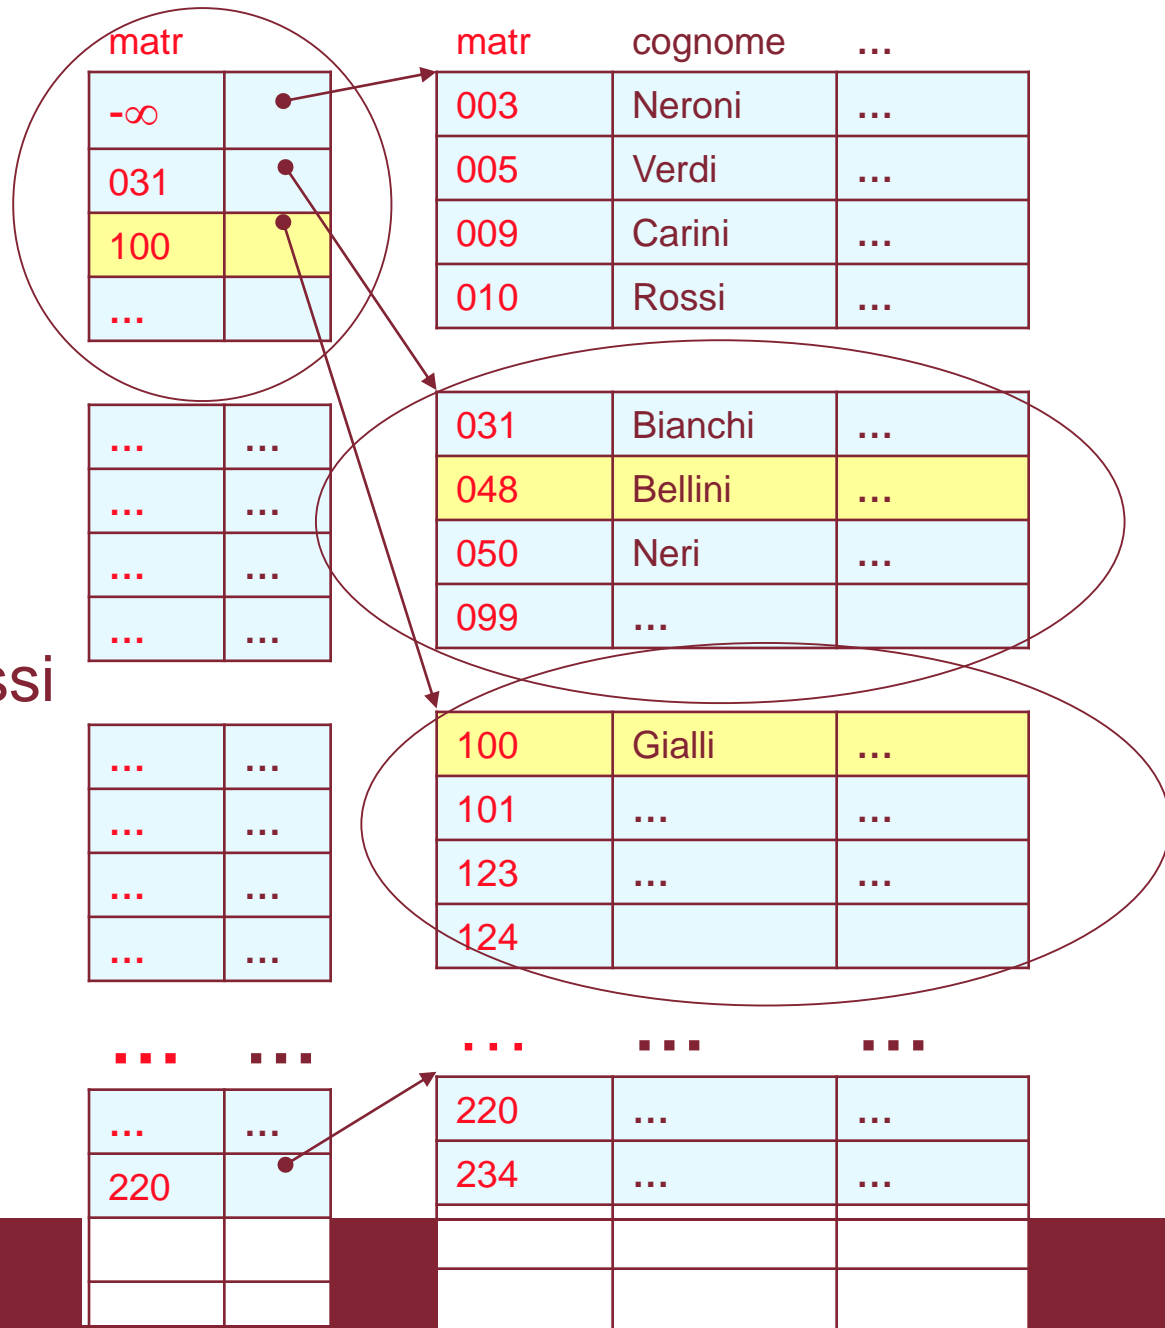 matr matr cognome …
-∞ 003 Neroni …
031 005 Verdi …
100 009 Carini …
… 010 Rossi …
… … 031 Bianchi …
… … 048 Bellini …
… … 050 Neri …
… … 099 …
ssi
… … 100 Gialli …
… … 101 … …
… … 123 … …
… … 124
… … … … …
… … 220 … …
220 234 … …